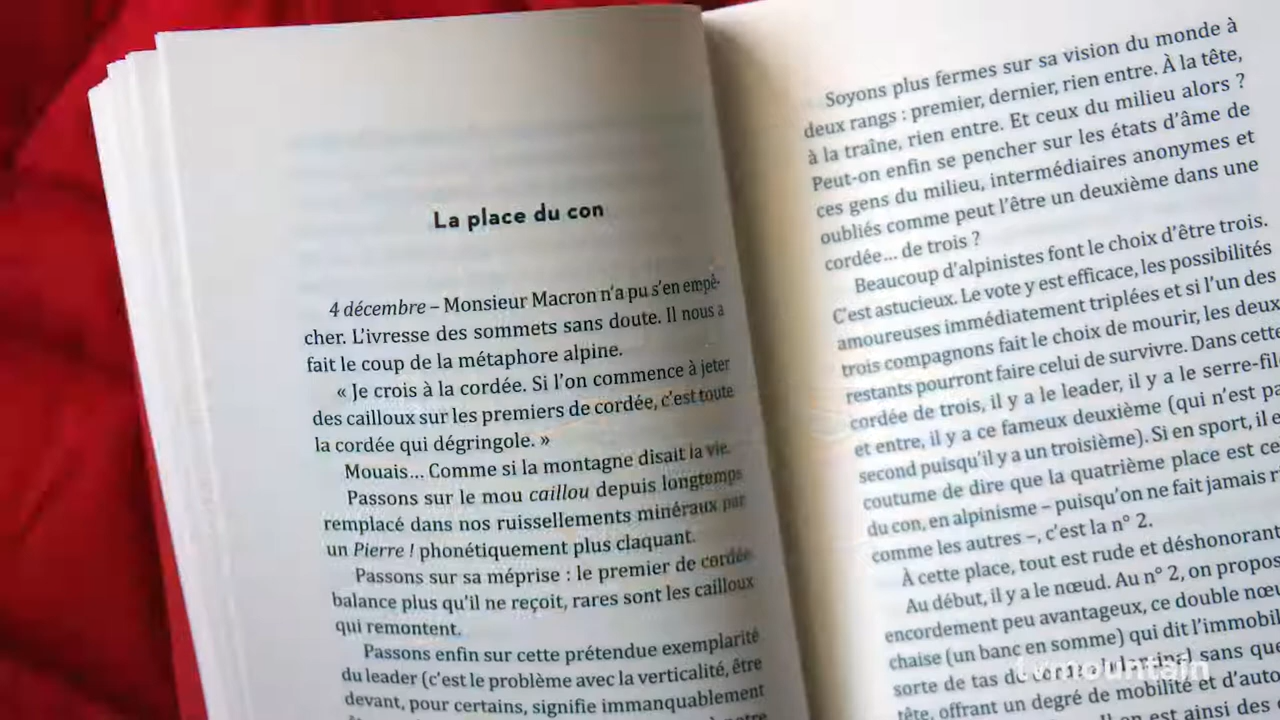 La place du con
4 décembre – Monsieur Macron n'a pu s'en empê-
cher. L'ivresse des sommets sans doute. Il nous a
fait le coup de la métaphore alpine.
« Je crois à la cordée. Si l'on commence à jeter
des cailloux sur les premiers de cordée, c'est toute
la cordée qui dégringole. »
Mouais... Comme si la montagne disait la vie.
Passons sur le mou caillou depuis longtemps
remplacé dans nos ruissellements minéraux par
un Pierre ! phonétiquement plus claquant.
Passons sur sa méprise : le premier de cordée
balance plus qu'il ne reçoit, rares sont les cailloux
qui remontent.
Passons enfin sur cette prétendue exemplarité
du leader (c'est le problème avec la verticalité, être
devant, pour certains, signifie immanquablement
Soyons plus fermes sur sa vision du monde à
deux rangs : premier, dernier, rien entre. À la tête,
à la traîne, rien entre. Et ceux du milieu alors ?
Peut-on enfin se pencher sur les états d'âme de
ces gens du milieu, intermédiaires anonymes et
oubliés comme peut l'être un deuxième dans une
cordée... de trois ?
Beaucoup d'alpinistes font le choix d'être trois.
C'est astucieux. Le vote y est efficace, les possibilités
amoureuses immédiatement triplées et si l'un des
trois compagnons fait le choix de mourir, les deux
restants pourront faire celui de survivre. Dans cette
cordée de trois, il y a le leader, il y a le serre-fil
et entre, il y a ce fameux deuxième (qui n'est pa
second puisqu'il y a un troisième). Si en sport, il e
coutume de dire que la quatrième place est ce
du con, en alpinisme – puisqu'on ne fait jamais r
comme les autres –, c'est la n° 2.
À cette place, tout est rude et déshonorant
Au début, il y a le nœud. Au n° 2, on propos
encordement peu avantageux, ce double nœu
chaise (un banc en somme) qui dit l'immobil
sorte de tas de sans que
tête, offrant un degré de mobilité et d'auto
est ainsi des
tvmountain